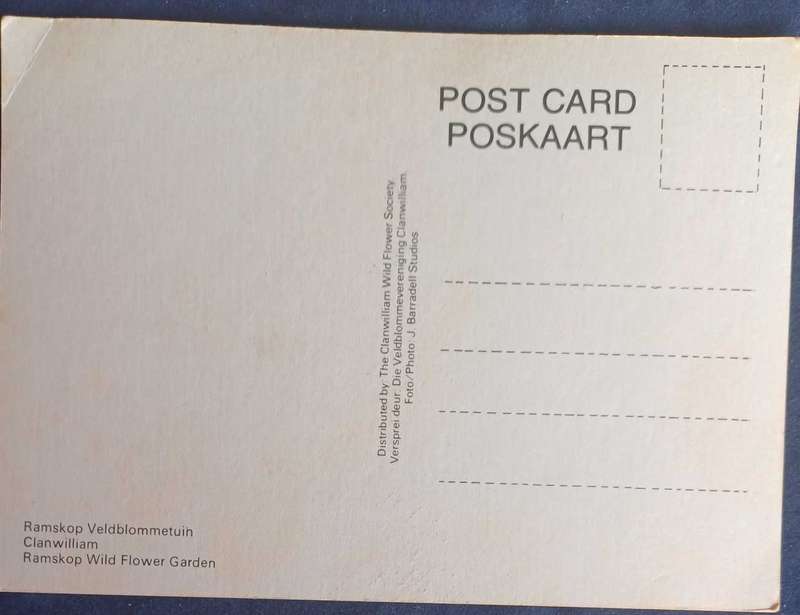 POST CARD
POSKAART
Distributed by: The Clanwilliam Wild Flower Society.
Versprei deur: Die Veldblommevereniging Clanwilliam.
Foto/Photo: J. Barradell Studios
Ramskop Veldblommetuin
Clanwilliam
Ramskop Wild Flower Garden